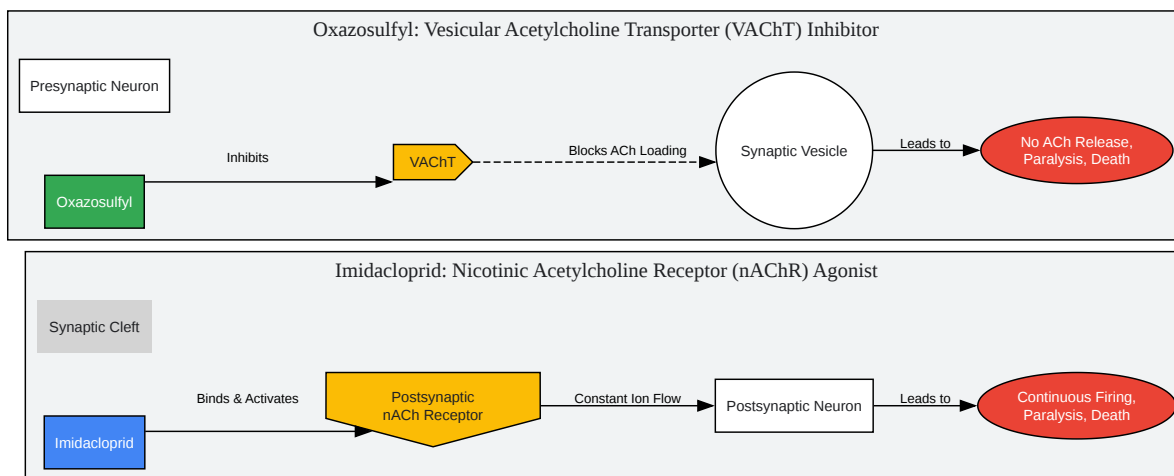 Oxazosulfyl: Vesicular Acetylcholine Transporter (VAChT) Inhibitor
Presynaptic Neuron
Oxazosulfyl
Inhibits
VAChT
Blocks ACh Loading
Synaptic Vesicle
Leads to
No ACh Release,
Paralysis, Death
Imidacloprid: Nicotinic Acetylcholine Receptor (nAChR) Agonist
Synaptic Cleft
Imidacloprid
Binds & Activates
Postsynaptic
nACh Receptor
Constant Ion Flow
Postsynaptic Neuron
Leads to
Continuous Firing,
Paralysis, Death